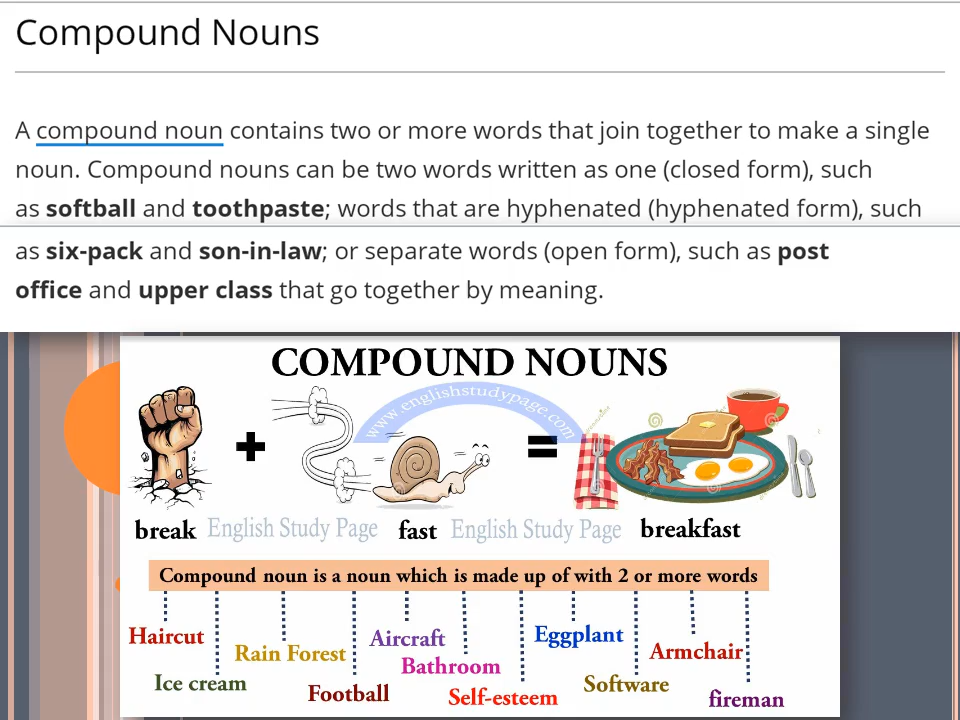 Compound Nouns
A compound noun contains two or more words that join together to make a single
noun. Compound nouns can be two words written as one (closed form), such
as softball and toothpaste; words that are hyphenated (hyphenated form), such
as six-pack and son-in-law; or separate words (open form), such as post
office and upper class that go together by meaning.
COMPOUND NOUNS
www.englishstudypage.com
+
=
break English Study Page fast English Study Page breakfast
Compound noun is a noun which is made up of with 2 or more words
Haircut
Ice cream
Rain Forest
Football
Aircraft
Bathroom
Self-esteem
Eggplant
Software
Armchair
fireman